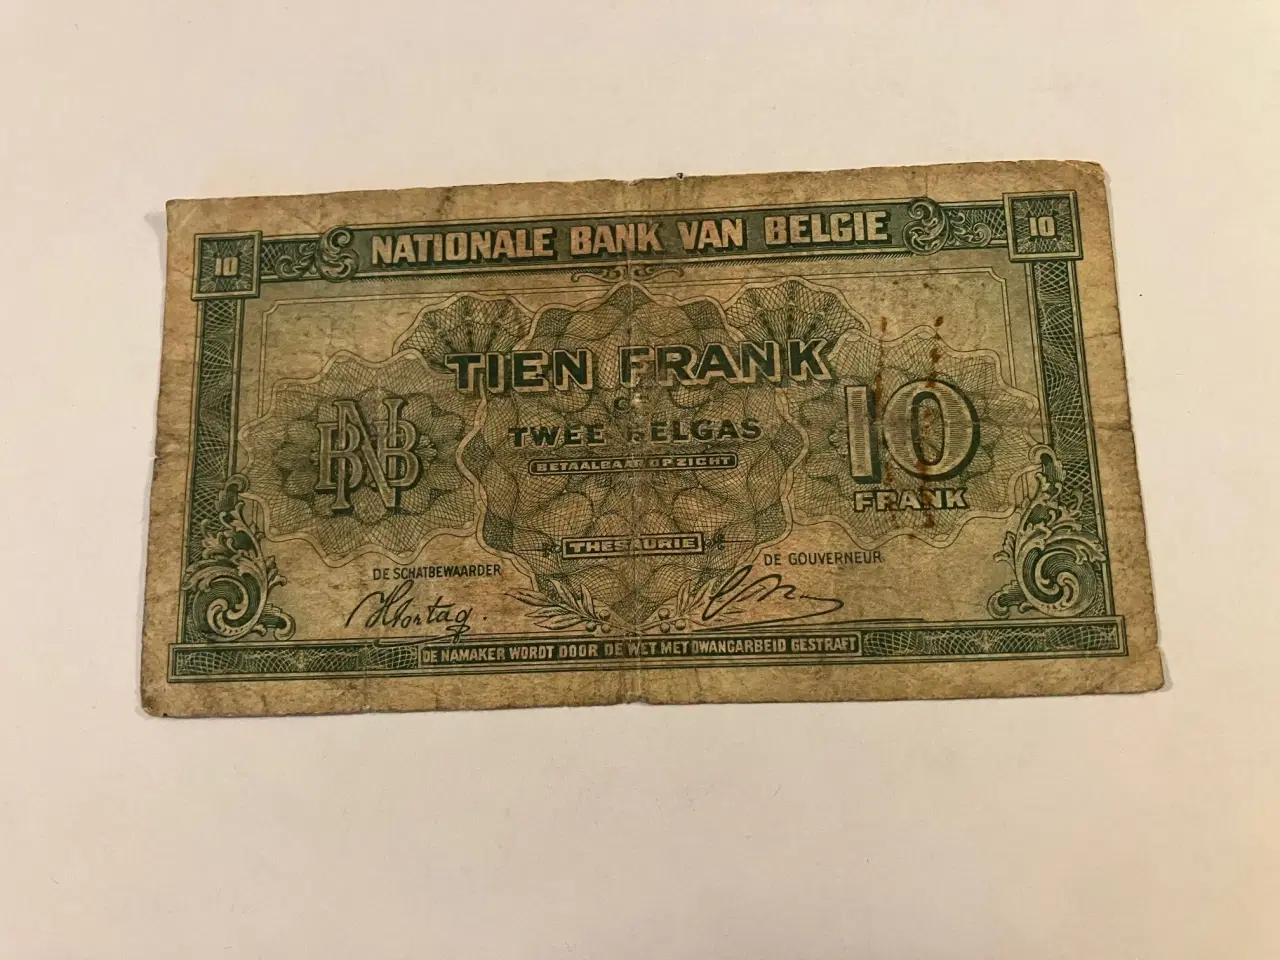 NATIONALE BANK VAN BELGIE
10
10
TIEN FRANK
OF
TWEE BELGAS
BETAALBAAR OP ZICHT
BNB
10
FRANK
THESAURIE
DE SCHATBEWAARDER
DE GOUVERNEUR
DE NAMAKER WORDT DOOR DE WET MET DWANGARBEID GESTRAFT